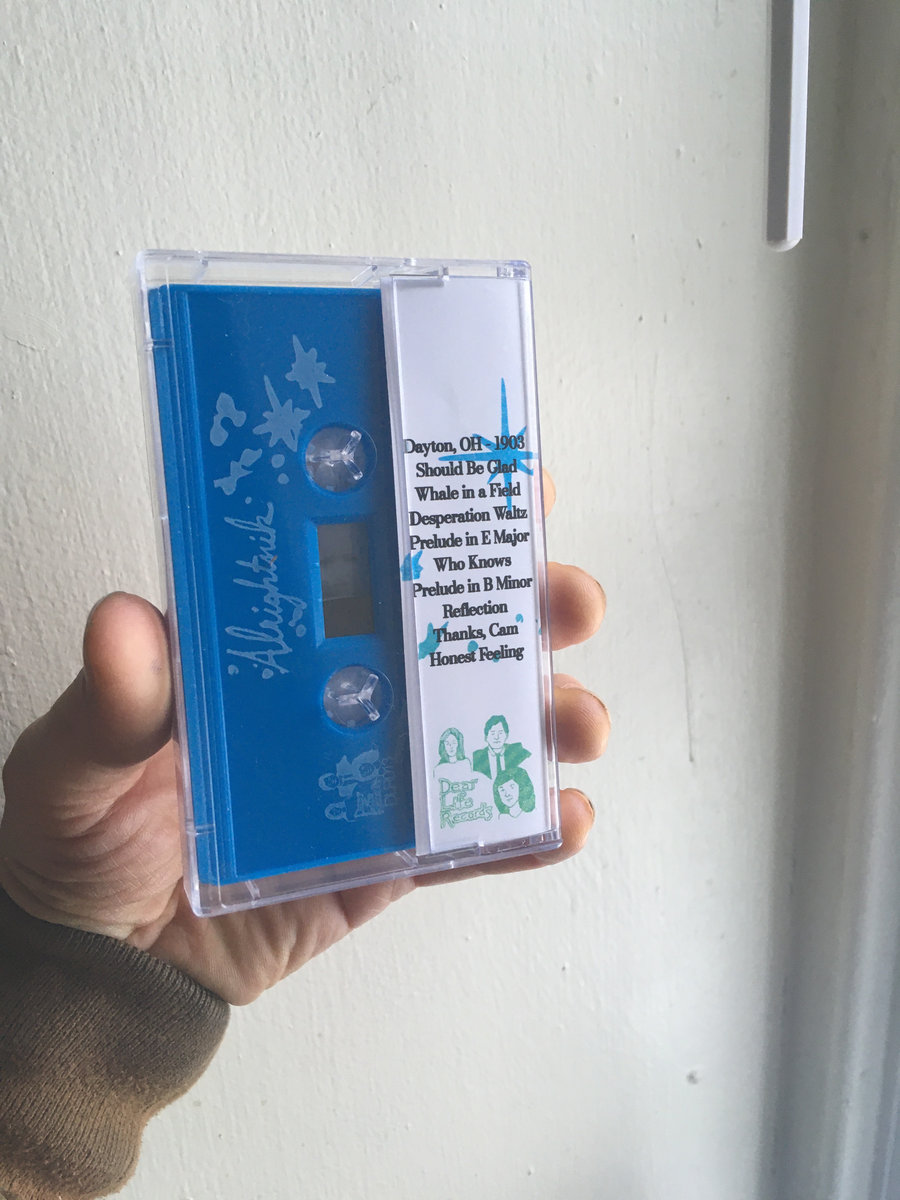 Alrightnik
Dayton, OH - 1903
Should Be Glad
Whale in a Field
Desperation Waltz
Prelude in E Major
Who Knows
Prelude in B Minor
Reflection
Thanks, Cam
Honest Feeling
Dear
Life
Records